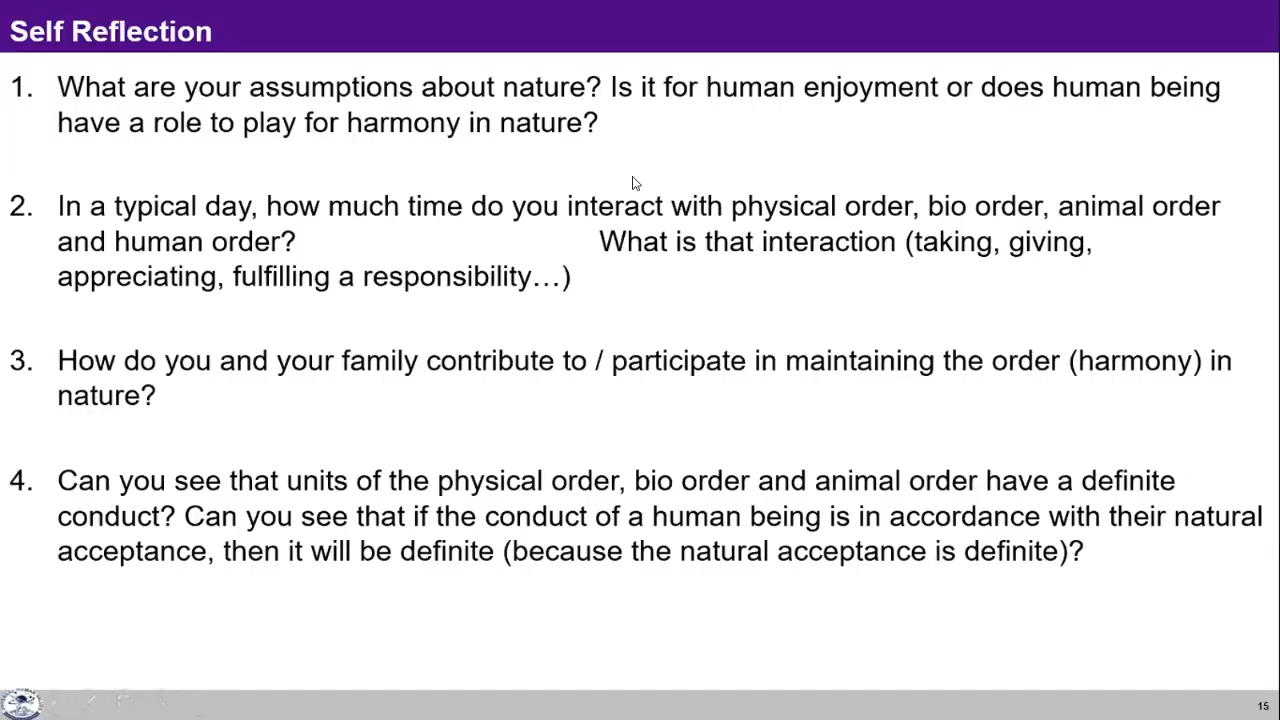 Self Reflection
1. What are your assumptions about nature? Is it for human enjoyment or does human being
have a role to play for harmony in nature?
2. In a typical day, how much time do you interact with physical order, bio order, animal order
and human order? What is that interaction (taking, giving,
appreciating, fulfilling a responsibility…)
3. How do you and your family contribute to / participate in maintaining the order (harmony) in
nature?
4. Can you see that units of the physical order, bio order and animal order have a definite
conduct? Can you see that if the conduct of a human being is in accordance with their natural
acceptance, then it will be definite (because the natural acceptance is definite)?
15